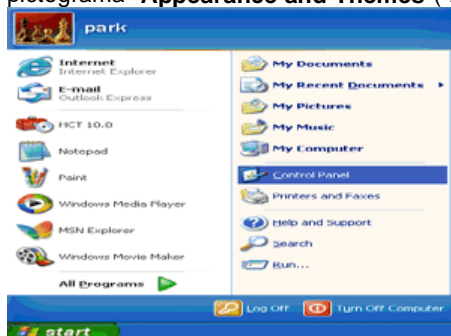 pictograma "Appearance and Themes" (
park
Internet
Internet Explorer
E-mail
Outlook Express
HCT 10.0
Notepad
Paint
Windows Media Player
MSN Explorer
Windows Movie Maker
All Programs
My Documents
My Recent Documents
My Pictures
My Music
My Computer
Control Panel
Printers and Faxes
Help and Support
Search
Run...
Log Off
Turn Off Computer
start